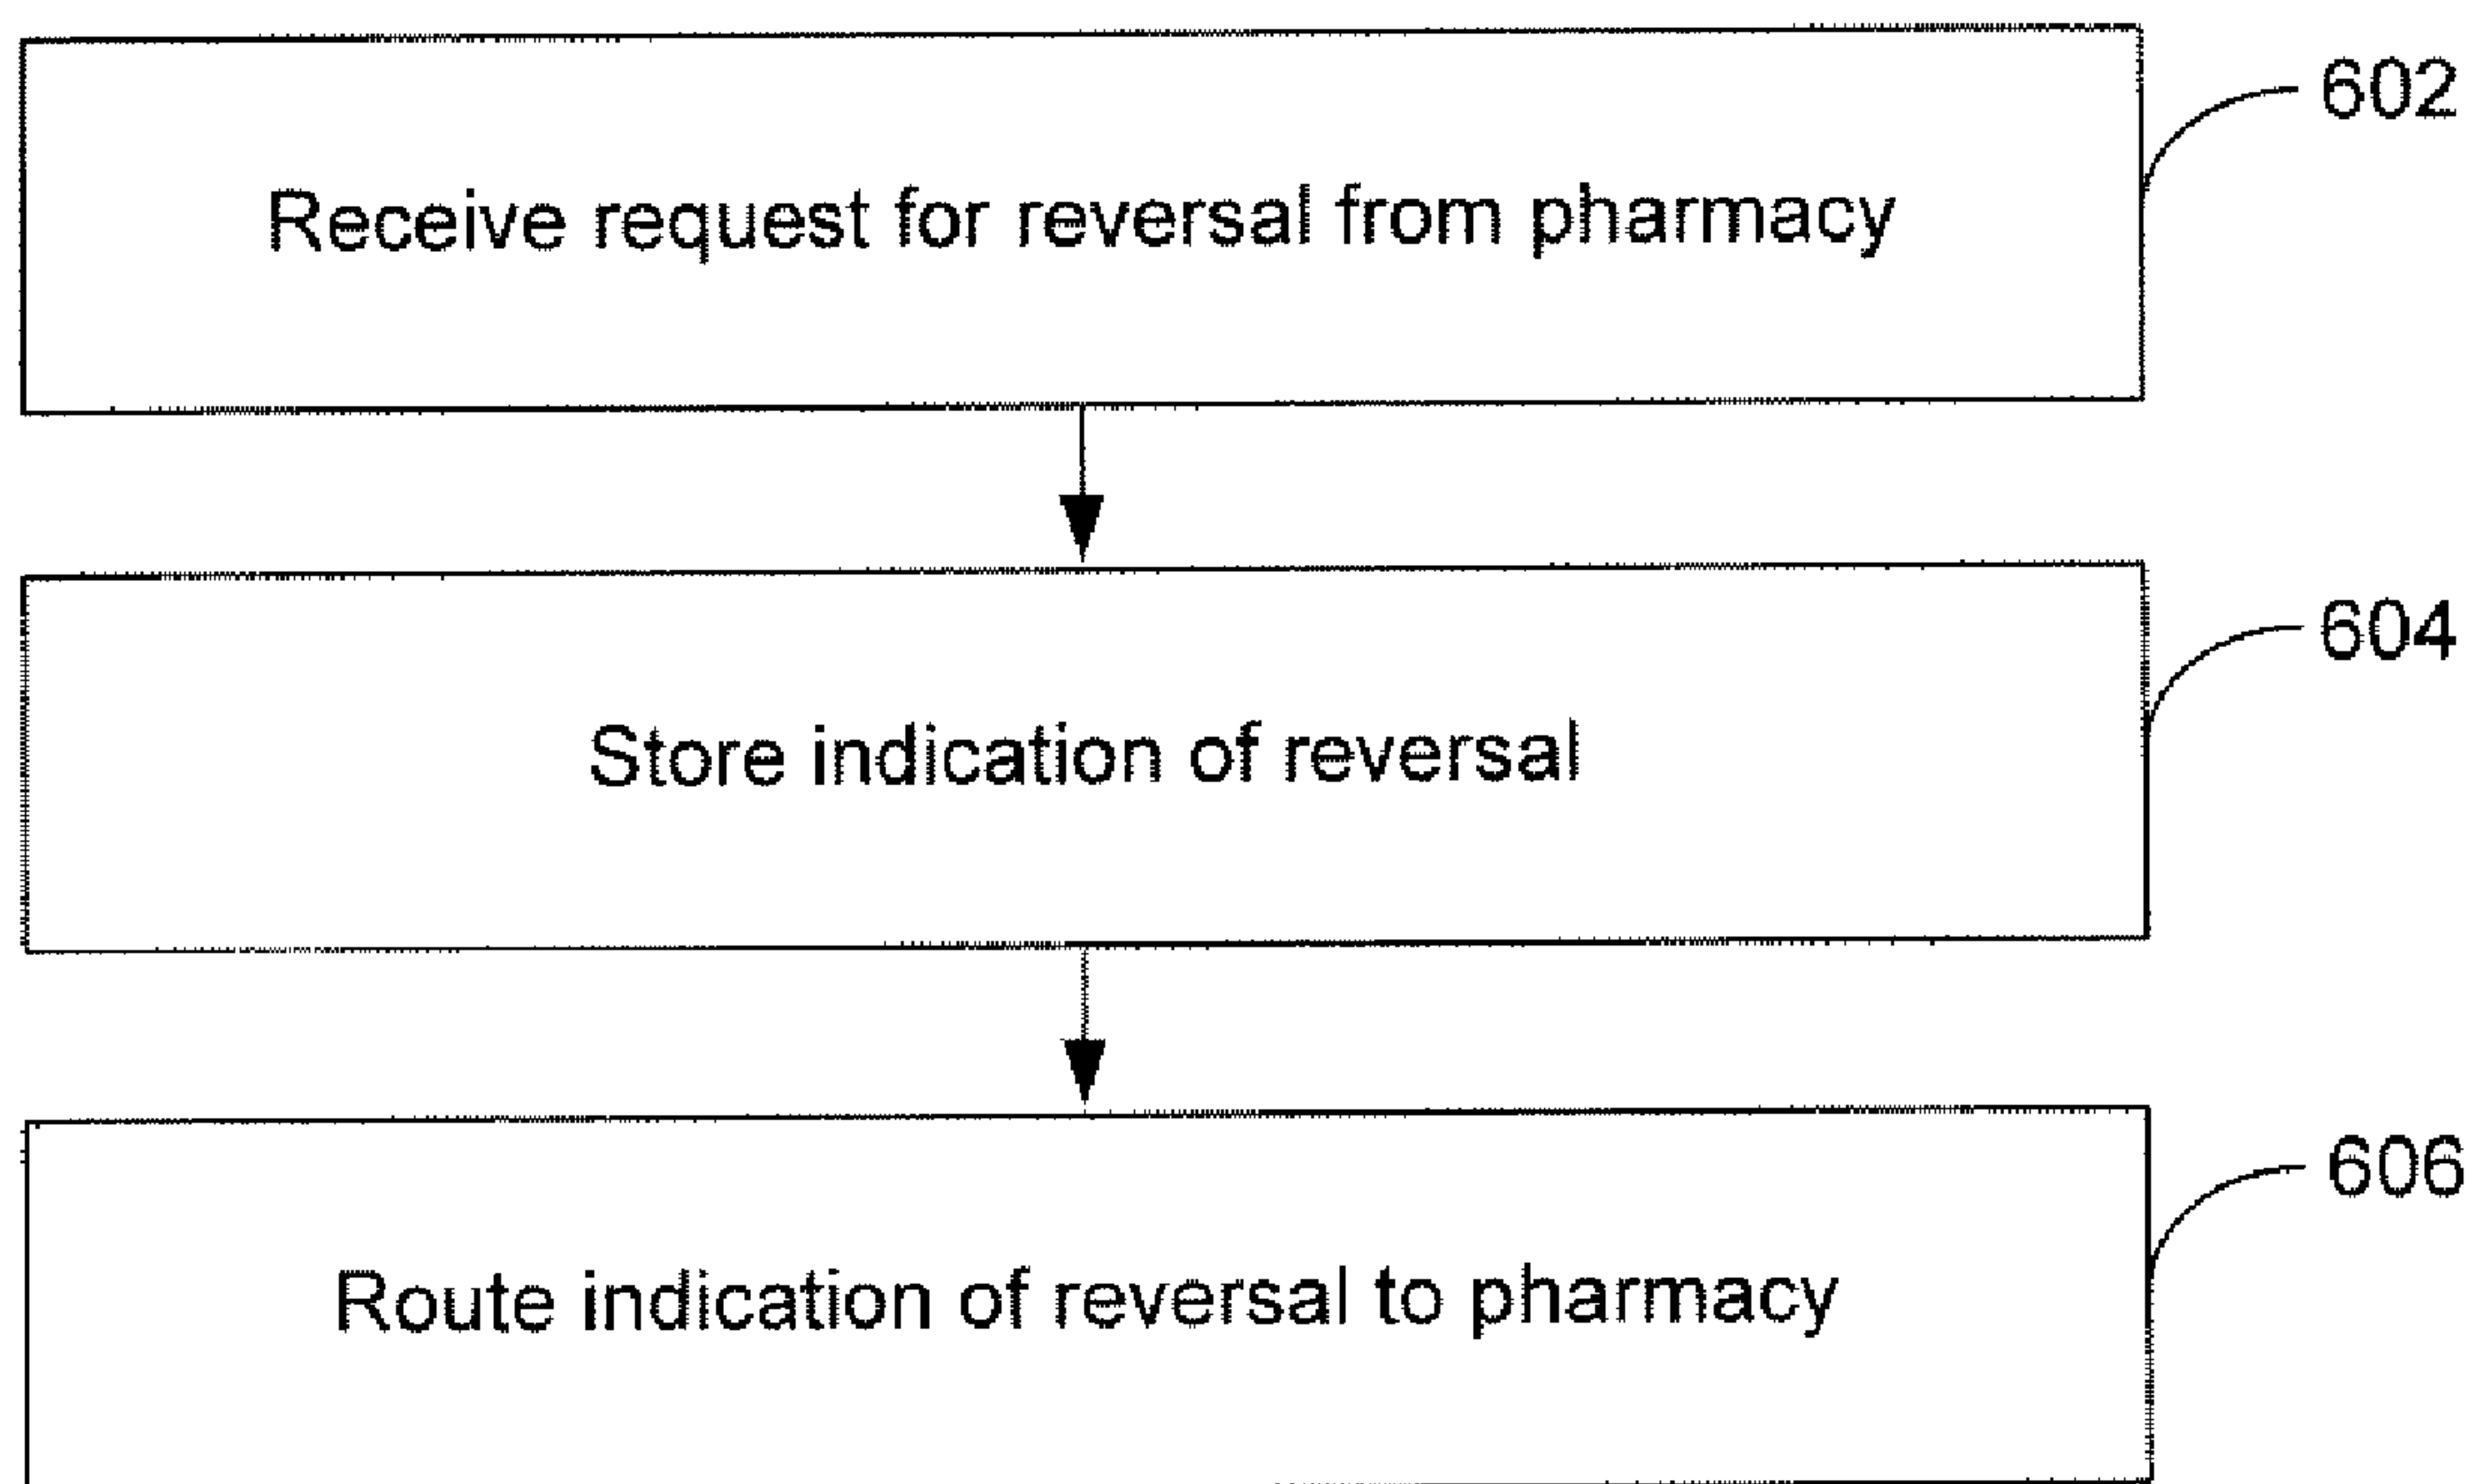 602
Receive request for reversal from pharmacy
604
Store indication of reversal
606
Route indication of reversal to pharmacy